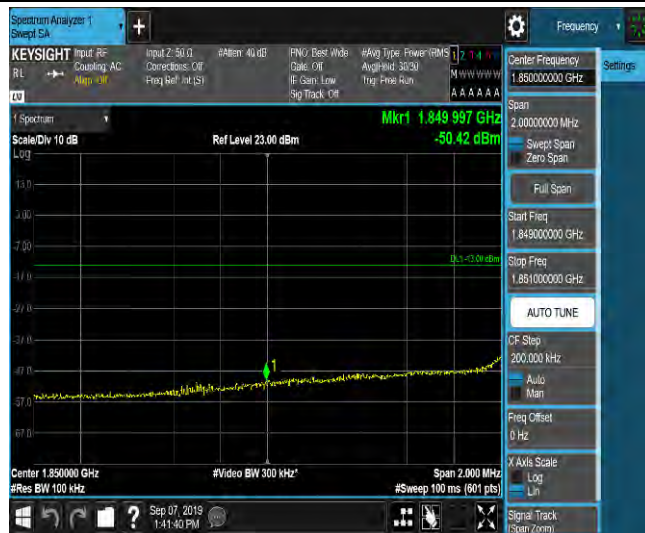 Spectrum Analyzer 1
Swept SA
+
Frequency
KEYSIGHT Input: RF
RL Coupling: AC
Align: Off
Input Z: 50 Ω
Corrections: Off
Freq Ref: Int (S)
#Atten: 40 dB
PNO: Best Wide
Gate: Off
IF Gain: Low
Sig Track: Off
#Avg Type: Power (RMS
Avg|Hold: 30/30
Trig: Free Run
M W W W W W
A A A A A A
1 Spectrum
Scale/Div 10 dB
Log
Ref Level 23.00 dBm
Mkr1 1.849 997 GHz
-50.42 dBm
13.0
3.00
-7.00
DL1 -13.00 dBm
-17.0
-27.0
-37.0
-47.0
1
-57.0
-67.0
Center 1.850000 GHz
#Res BW 100 kHz
#Video BW 300 kHz*
Span 2.000 MHz
#Sweep 100 ms (601 pts)
Center Frequency
1.850000000 GHz
Settings
Span
2.00000000 MHz
Swept Span
Zero Span
Full Span
Start Freq
1.849000000 GHz
Stop Freq
1.851000000 GHz
AUTO TUNE
CF Step
200.000 kHz
Auto
Man
Freq Offset
0 Hz
X Axis Scale
Log
Lin
Signal Track
(Span Zoom)
?
Sep 07, 2019
1:41:40 PM